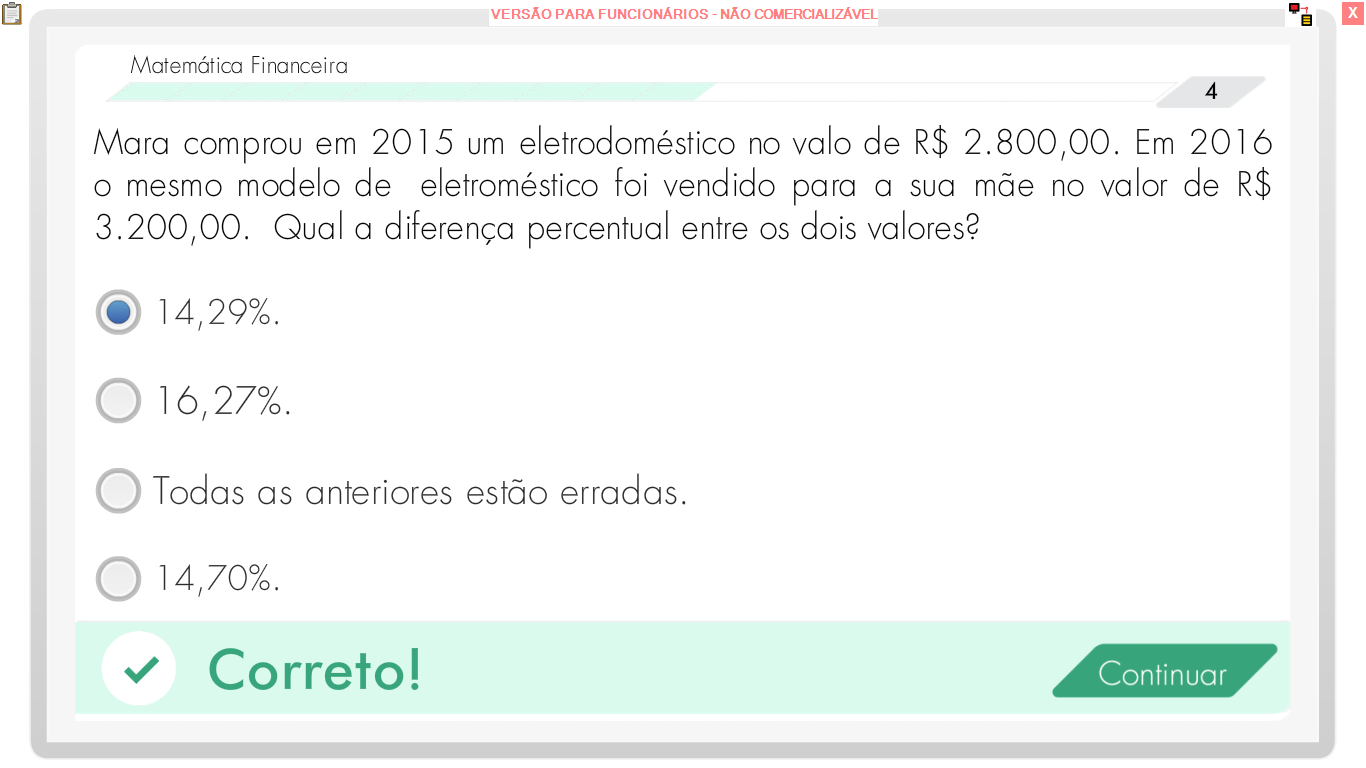 VERSÃO PARA FUNCIONÁRIOS - NÃO COMERCIALIZÁVEL
X
Matemática Financeira
4
Mara comprou em 2015 um eletrodoméstico no valo de R$ 2.800,00. Em 2016
o mesmo modelo de eletroméstico foi vendido para a sua mãe no valor de R$
3.200,00. Qual a diferença percentual entre os dois valores?
14,29%.
16,27%.
Todas as anteriores estão erradas.
14,70%.
Correto!
Continuar